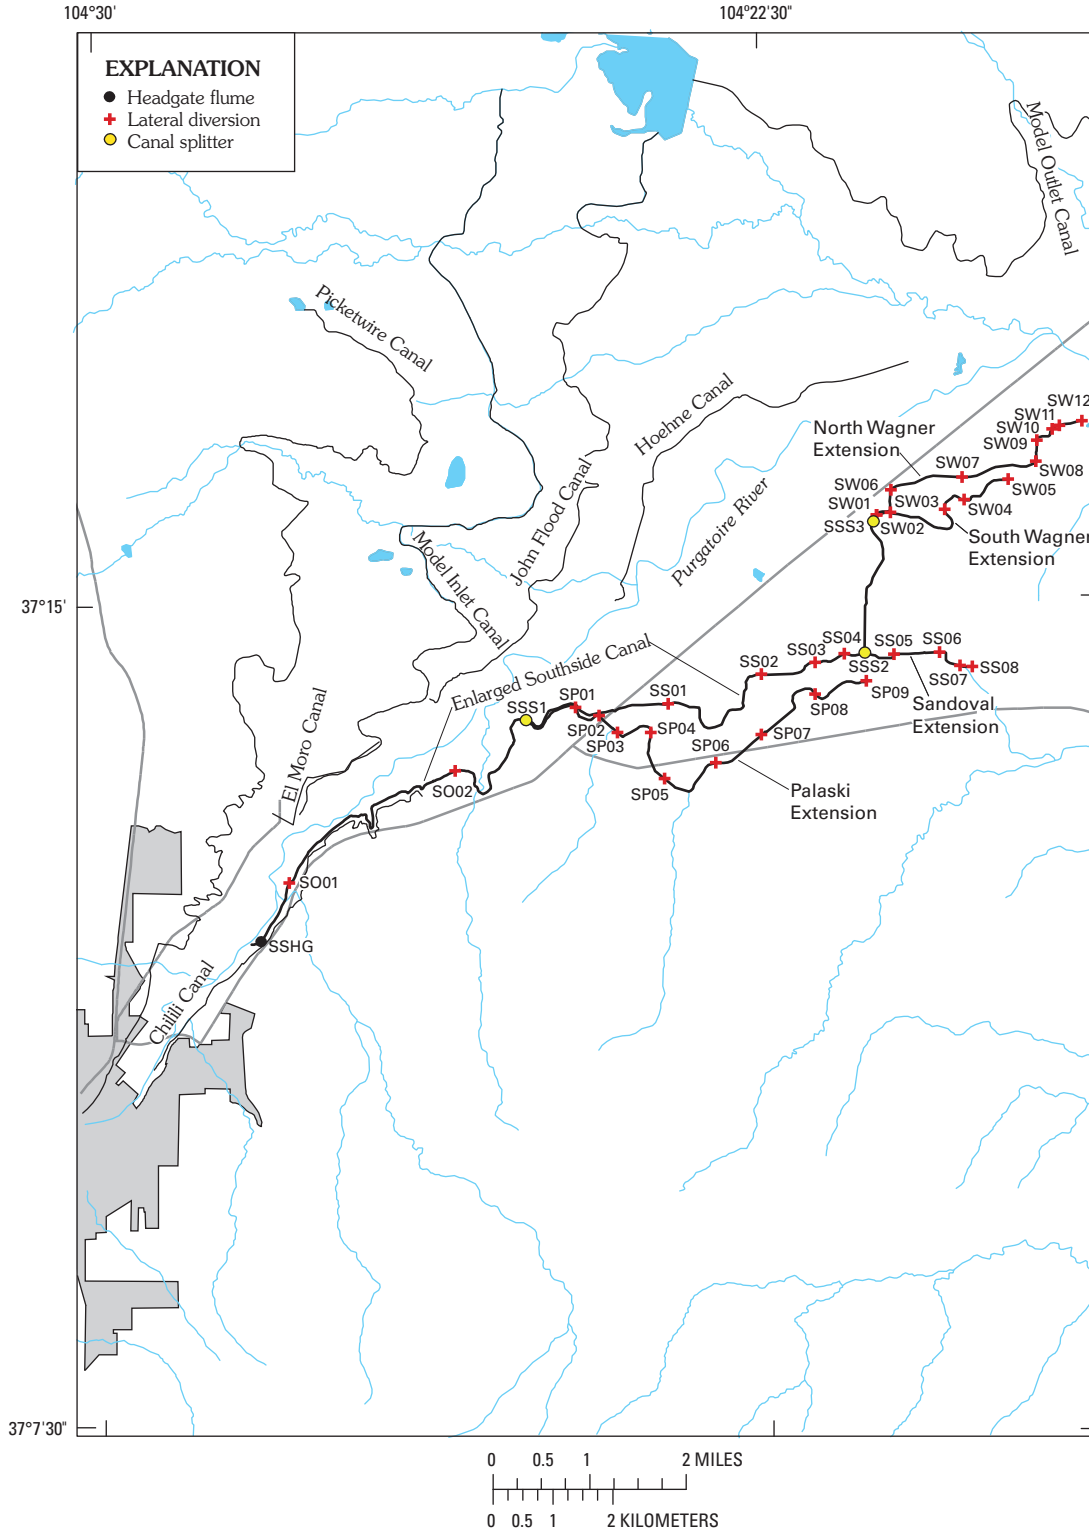 104°30'
104°22'30"
EXPLANATION
Headgate flume
Lateral diversion
Canal splitter
Model Outlet Canal
Picketwire Canal
Hoehne Canal
John Flood Canal
Model Inlet Canal
Purgatoire River
North Wagner
Extension
SW12
SW11
SW10
SW09
SW08
SW07
SW06
SW05
SW04
SW03
SW01
SW02
SSS3
South Wagner
Extension
37°15'
Enlarged Southside Canal
SS04
SS05
SS06
SS03
SS02
SSS2
SS07
SS08
SS01
SP09
SP08
Sandoval
Extension
SSS1
SP01
SP02
SP03
SP04
SP06
SP07
SP05
Palaski
Extension
SO02
El Moro Canal
SO01
SSHG
Chilili Canal
37°7'30"
0 0.5 1 2 MILES
0 0.5 1 2 KILOMETERS